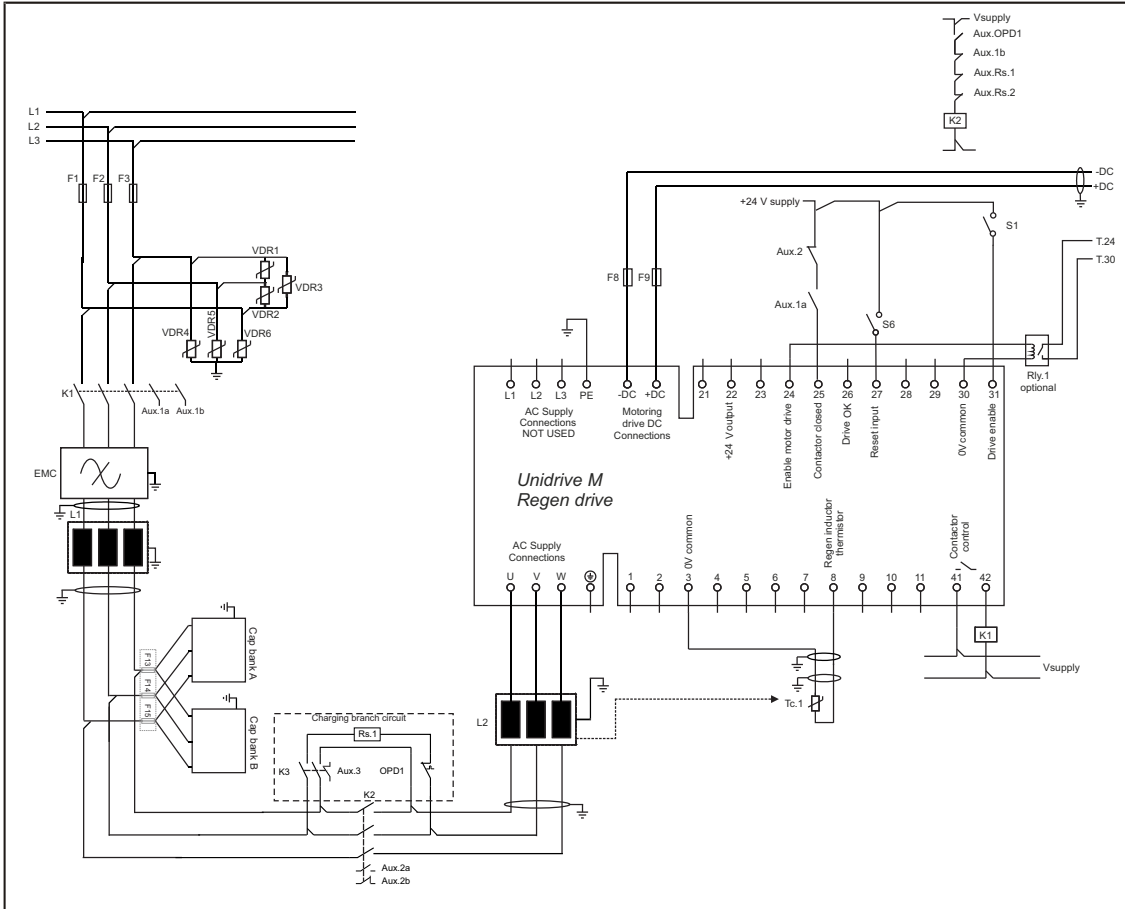 Vsupply
Aux.OPD1
Aux.1b
Aux.Rs.1
Aux.Rs.2
K2
L1
L2
L3
F1
F2
F3
-DC
+DC
+24 V supply
S1
T.24
T.30
VDR1
VDR3
VDR2
VDR4
VDR5
VDR6
Aux.2
F8
F9
Aux.1a
S6
Rly.1
optional
K1
Aux.1a
Aux.1b
L1
L2
L3
PE
-DC
+DC
21
22
23
24
25
26
27
28
29
30
31
AC Supply
Connections
NOT USED
Motoring
drive DC
Connections
+24 V output
Enable motor drive
Contactor closed
Drive OK
Reset input
0V common
Drive enable
EMC
Unidrive M
Regen drive
L1
AC Supply
Connections
0V common
Regen inductor
thermistor
Contactor
control
U
V
W
1
2
3
4
5
6
7
8
9
10
11
41
42
K1
Vsupply
F13
F14
F15
Cap bank A
Cap bank B
Tc.1
L2
Charging branch circuit
Rs.1
K3
Aux.3
OPD1
K2
Aux.2a
Aux.2b